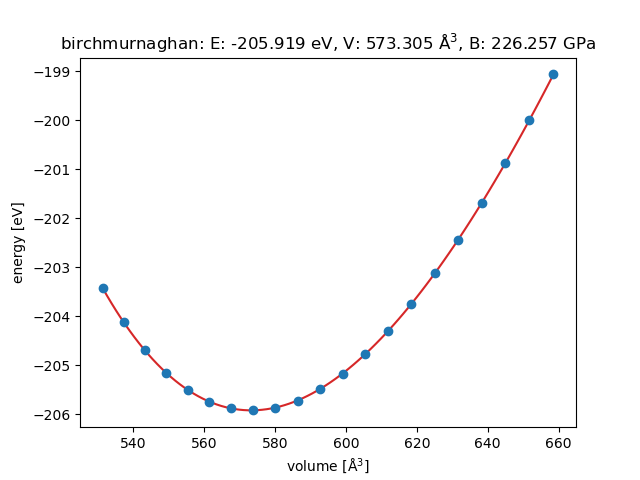 birchmurnaghan: E: -205.919 eV, V: 573.305 Å³, B: 226.257 GPa
−199
−200
−201
−202
−203
−204
−205
−206
energy [eV]
540 560 580 600 620 640 660
volume [Å³]